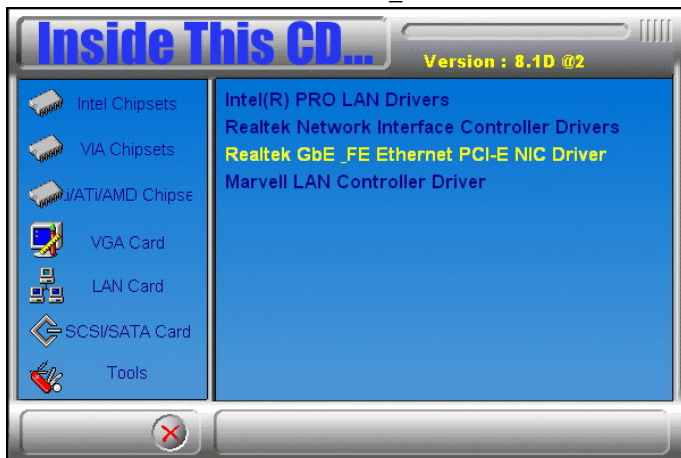 Inside This CD...
Version : 8.1D @2
Intel Chipsets
VIA Chipsets
i/ATi/AMD Chipse
VGA Card
LAN Card
SCSI/SATA Card
Tools
Intel(R) PRO LAN Drivers
Realtek Network Interface Controller Drivers
Realtek GbE _FE Ethernet PCI-E NIC Driver
Marvell LAN Controller Driver